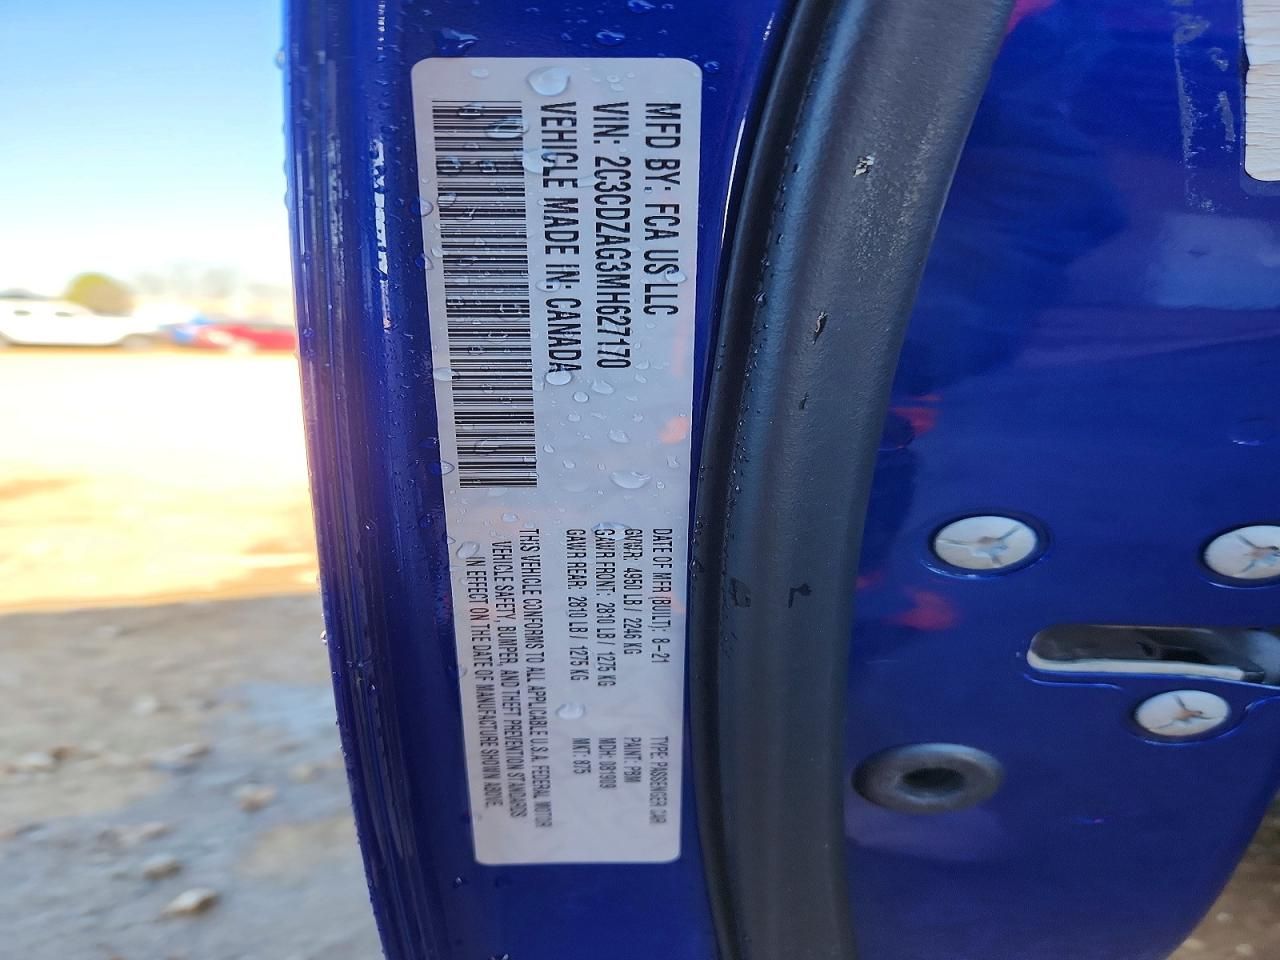 MFD BY: FCA US LLC
VIN: 2C3CDZAG3MH627170
VEHICLE MADE IN: CANADA
DATE OF MFR (BUILT): 8-21
GVWR: 4950 LB / 2246 KG
GAWR FRONT: 2810 LB / 1275 KG
GAWR REAR: 2810 LB / 1275 KG
TYPE: PASSENGER CAR
PAINT: PBM
MDH: 081909
MKT: 875
THIS VEHICLE CONFORMS TO ALL APPLICABLE U.S.A. FEDERAL MOTOR
VEHICLE SAFETY, BUMPER, AND THEFT PREVENTION STANDARDS
IN EFFECT ON THE DATE OF MANUFACTURE SHOWN ABOVE.